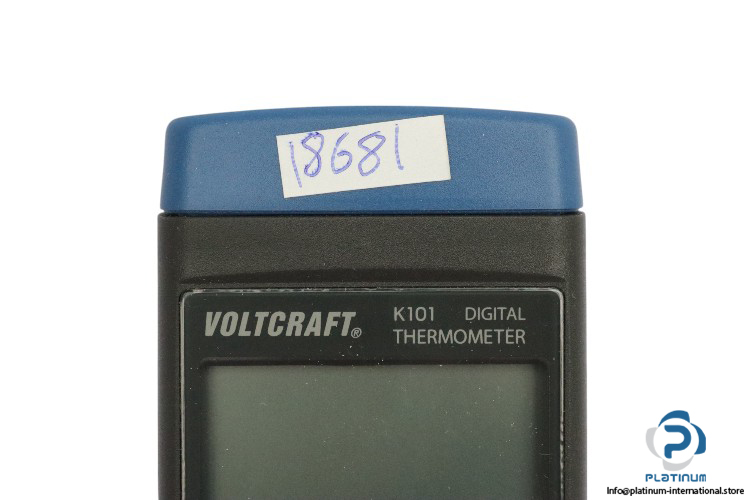 18681
VOLTCRAFT® K101 DIGITAL
THERMOMETER
PLATINUM
Info@platinum-international.store